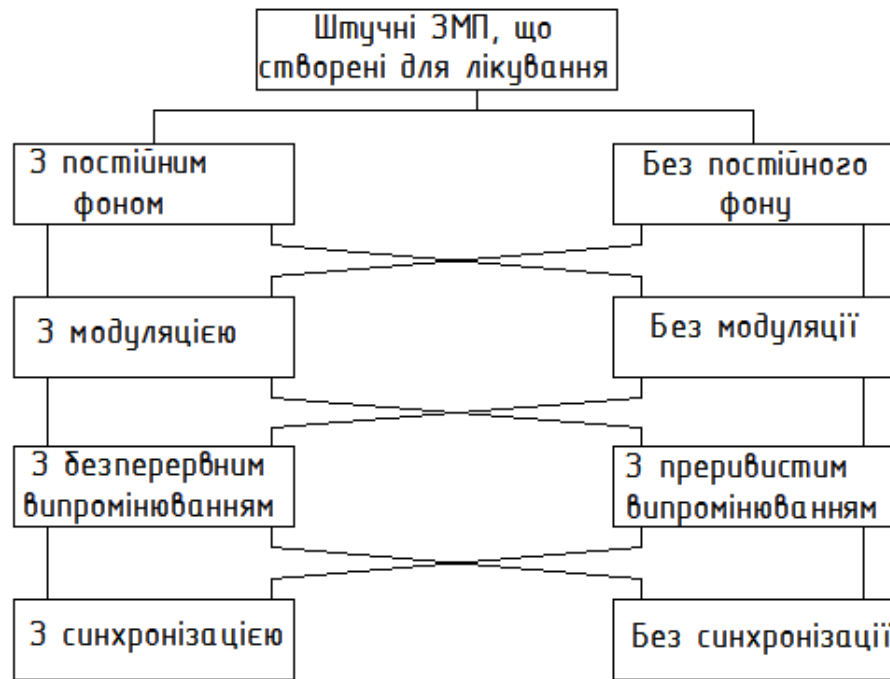 Штучні ЗМП, що
створені для лікування
З постійним
фоном
Без постійного
фону
З модуляцією
Без модуляції
З безперервним
випромінюванням
З преривистим
випромінюванням
З синхронізацією
Без синхронізації